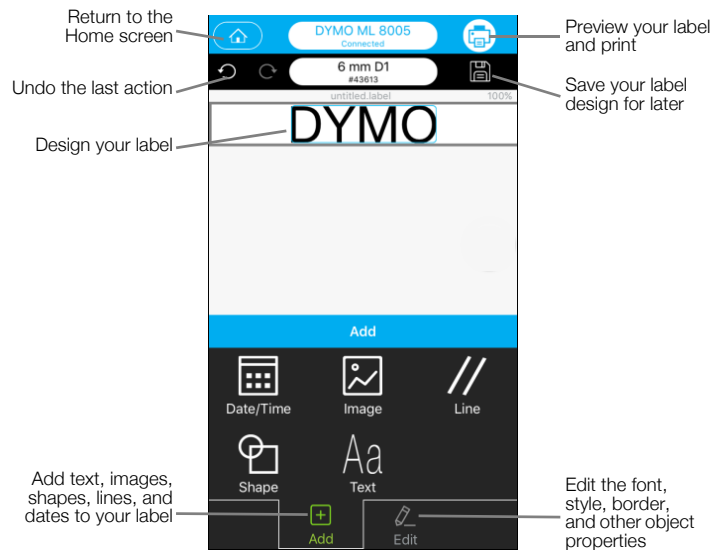 Return to the
Home screen
DYMO ML 8005
Connected
Preview your label
and print
Undo the last action
6 mm D1
#43613
Save your label
design for later
untitled.label
100%
Design your label
DYMO
Add
Date/Time
Image
Line
Shape
Aa
Text
Add text, images,
shapes, lines, and
dates to your label
Add
Edit
Edit the font,
style, border,
and other object
properties